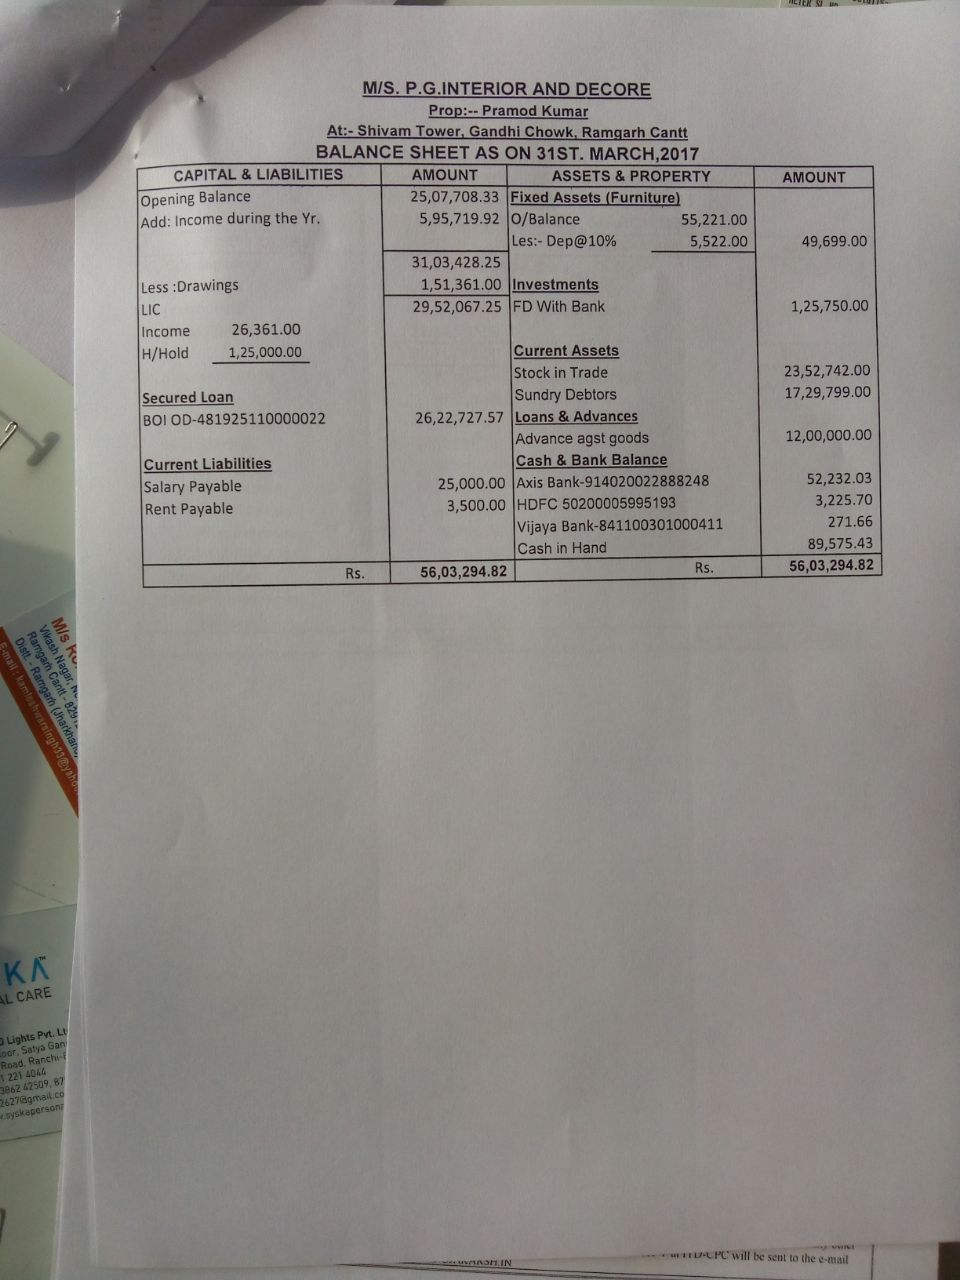 M/S. P.G.INTERIOR AND DECORE
Prop:-- Pramod Kumar
At:- Shivam Tower, Gandhi Chowk, Ramgarh Cantt
BALANCE SHEET AS ON 31ST. MARCH,2017
CAPITAL & LIABILITIES AMOUNT ASSETS & PROPERTY AMOUNT
Opening Balance 25,07,708.33 Fixed Assets (Furniture)
Add: Income during the Yr. 5,95,719.92 O/Balance 55,221.00
Les:- Dep@10% 5,522.00 49,699.00
31,03,428.25
Less :Drawings 1,51,361.00 Investments
LIC 29,52,067.25 FD With Bank 1,25,750.00
Income 26,361.00
H/Hold 1,25,000.00 Current Assets
Stock in Trade 23,52,742.00
Secured Loan Sundry Debtors 17,29,799.00
BOI OD-481925110000022 26,22,727.57 Loans & Advances
Advance agst goods 12,00,000.00
Current Liabilities Cash & Bank Balance
Salary Payable 25,000.00 Axis Bank-914020022888248 52,232.03
Rent Payable 3,500.00 HDFC 50200005995193 3,225.70
Vijaya Bank-841100301000411 271.66
Cash in Hand 89,575.43
Rs. 56,03,294.82 Rs. 56,03,294.82
M/s
Vikash Nagar,
Ramgarh Cantt - 
Distt. - Ramgarh (Jharkhand)
E-mail : kamleshwarsingh33@yaho
KA
AL CARE
Lights Pvt. Lt
oor, Satya Gan
Road, Ranchi-
221 4044
3862 42509, 87
2627@gmail.co
.syskapersona
will be sent to the e-mail